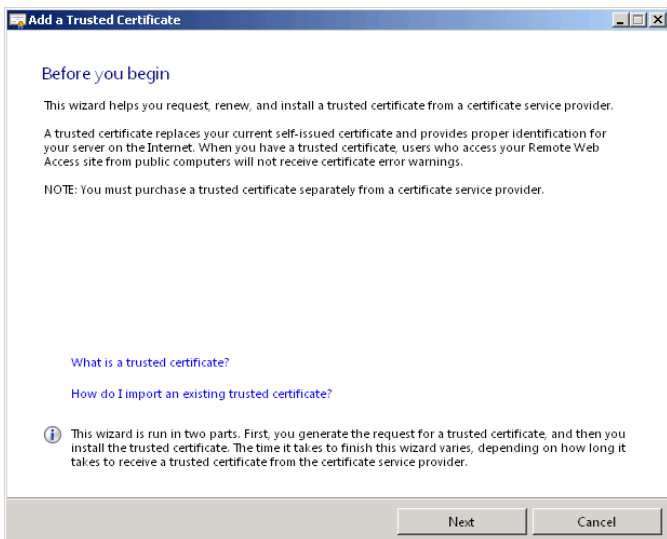 Add a Trusted Certificate
Before you begin
This wizard helps you request, renew, and install a trusted certificate from a certificate service provider.
A trusted certificate replaces your current self-issued certificate and provides proper identification for
your server on the Internet. When you have a trusted certificate, users who access your Remote Web
Access site from public computers will not receive certificate error warnings.
NOTE: You must purchase a trusted certificate separately from a certificate service provider.
What is a trusted certificate?
How do I import an existing trusted certificate?
This wizard is run in two parts. First, you generate the request for a trusted certificate, and then you
install the trusted certificate. The time it takes to finish this wizard varies, depending on how long it
takes to receive a trusted certificate from the certificate service provider.
Next
Cancel